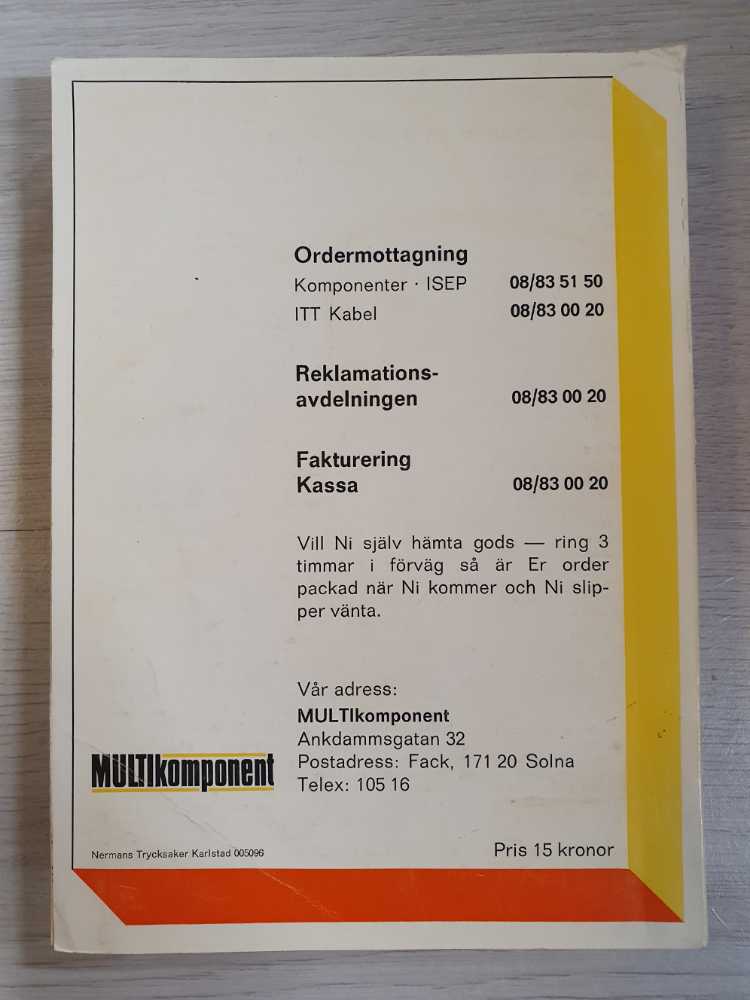 Ordermottagning
Komponenter · ISEP 08/83 51 50
ITT Kabel 08/83 00 20
Reklamations-
avdelningen 08/83 00 20
Fakturering
Kassa 08/83 00 20
Vill Ni själv hämta gods — ring 3
timmar i förväg så är Er order
packad när Ni kommer och Ni slip-
per vänta.
Vår adress:
MULTIkomponent
Ankdammsgatan 32
Postadress: Fack, 171 20 Solna
Telex: 105 16
MULTIkomponent
Nermans Trycksaker Karlstad 005096
Pris 15 kronor